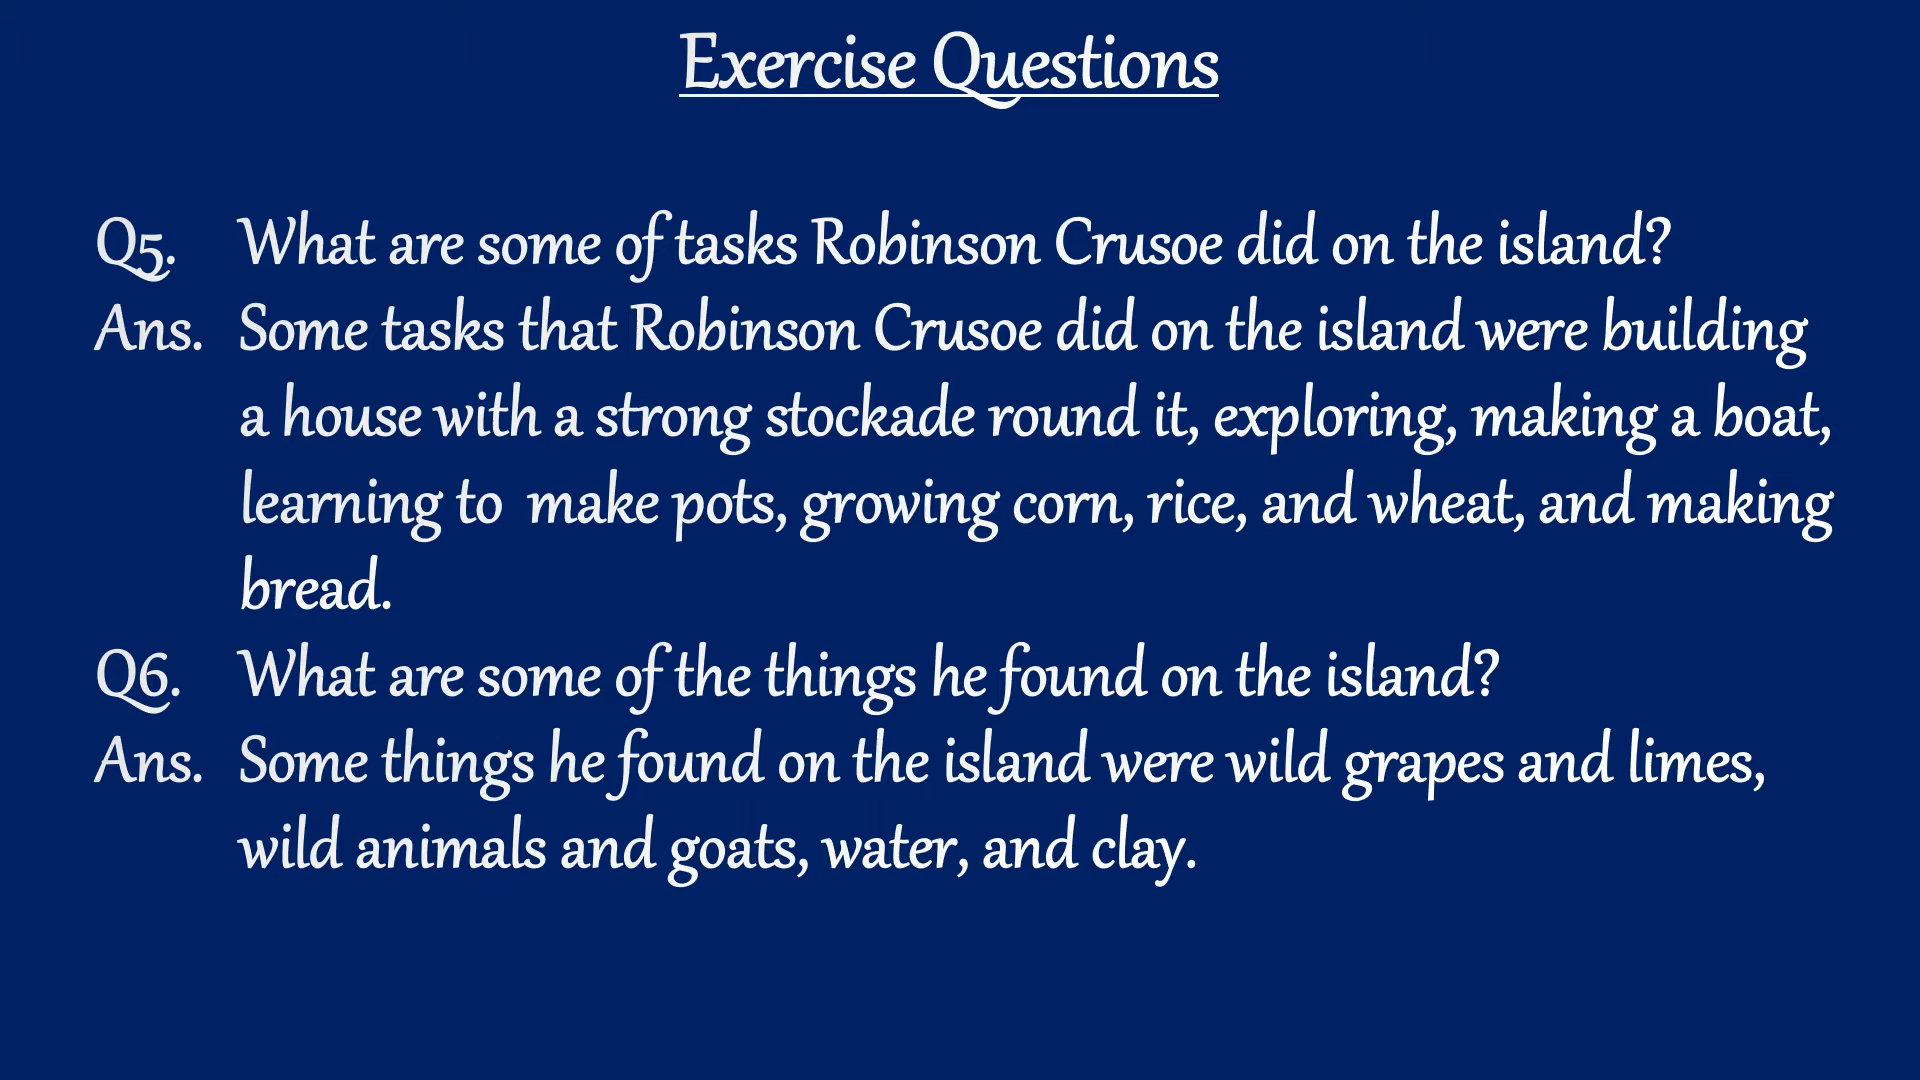 Exercise Questions
Q5. What are some of tasks Robinson Crusoe did on the island?
Ans. Some tasks that Robinson Crusoe did on the island were building
a house with a strong stockade round it, exploring, making a boat,
learning to make pots, growing corn, rice, and wheat, and making
bread.
Q6. What are some of the things he found on the island?
Ans. Some things he found on the island were wild grapes and limes,
wild animals and goats, water, and clay.